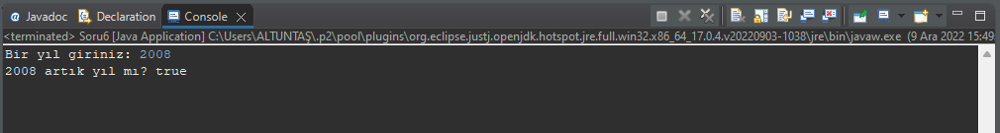 @ Javadoc Declaration Console
<terminated> Soru6 [Java Application] C:\Users\ALTUNTAŞ\.p2\pool\plugins\org.eclipse.justj.openjdk.hotspot.jre.full.win32.x86_64_17.0.4.v20220903-1038\jre\bin\javaw.exe (9 Ara 2022 15:49
Bir yıl giriniz: 2008
2008 artık yıl mı? true